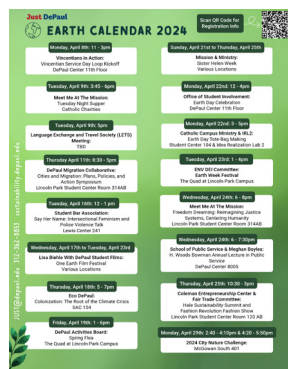 Just DePaul
EARTH CALENDAR 2024
Scan QR Code for
Registration Info
Monday, April 8th: 11 - 3pm
Vincentians in Action:
Vincentian Service Day Loop Kickoff
DePaul Center 11th Floor
Tuesday, April 9th: 3:45 - 6pm
Meet Me At The Mission:
Tuesday Night Supper
Catholic Charities
Tuesday, April 9th: 5pm
Language Exchange and Travel Society (LETS)
Meeting:
TBD
Thursday April 11th: 9:30 - 5pm
DePaul Migration Collaborative:
Cities and Migration: Plans, Policies, and
Action Symposium
Lincoln Park Student Center Room 314AB
Tuesday, April 16th: 12 - 1 pm
Student Bar Association:
Say Her Name: Intersectional Feminism and
Police Violence Talk
Lewis Center 241
Wednesday, April 17th to Tuesday, April 23rd
Lisa Biehle With DePaul Student Films:
One Earth Film Festival
Various Locations
Thursday, April 18th: 5 - 7pm
Eco DePaul:
Colonization: The Root of the Climate Crisis
SAC 154
Friday, April 19th: 1 - 6pm
DePaul Activities Board:
Spring Flea
The Quad at Lincoln Park Campus
Sunday, April 21st to Thursday, April 25th
Mission & Ministry:
Sister Helen Week
Various Locations
Monday, April 22nd: 12 - 4pm
Office of Student Involvement:
Earth Day Celebration
DePaul Center 11th Floor
Monday, April 22nd: 3 - 5pm
Catholic Campus Ministry & IRL2:
Earth Day Tote-Bag Making
Student Center 104 & Idea Realization Lab 2
Tuesday, April 23rd: 1 - 4pm
ENV DEI Committee:
Earth Week Festival
The Quad at Lincoln Park Campus
Wednesday, April 24th: 6 - 8pm
Meet Me At The Mission:
Freedom Dreaming: Reimagining Justice
Systems, Centering Humanity
Lincoln Park Student Center Room 314AB
Wednesday, April 24th: 6 - 7:30pm
School of Public Service & Meghan Boyles:
H. Woods Bowman Annual Lecture in Public
Service
DePaul Center 8005
Thursday, April 25th: 10:30 - 3pm
Coleman Entrepreneurship Center &
Fair Trade Committee:
Halo Sustainability Summit and
Fashion Revolution Fashion Show
Lincoln Park Student Center Room 120 AB
Monday, April 29th: 2:40 - 4:10pm & 4:20 - 5:50pm
2024 City Nature Challenge:
McGowan South 401
JUST@depaul.edu 312-362-8853 sustainability.depaul.edu